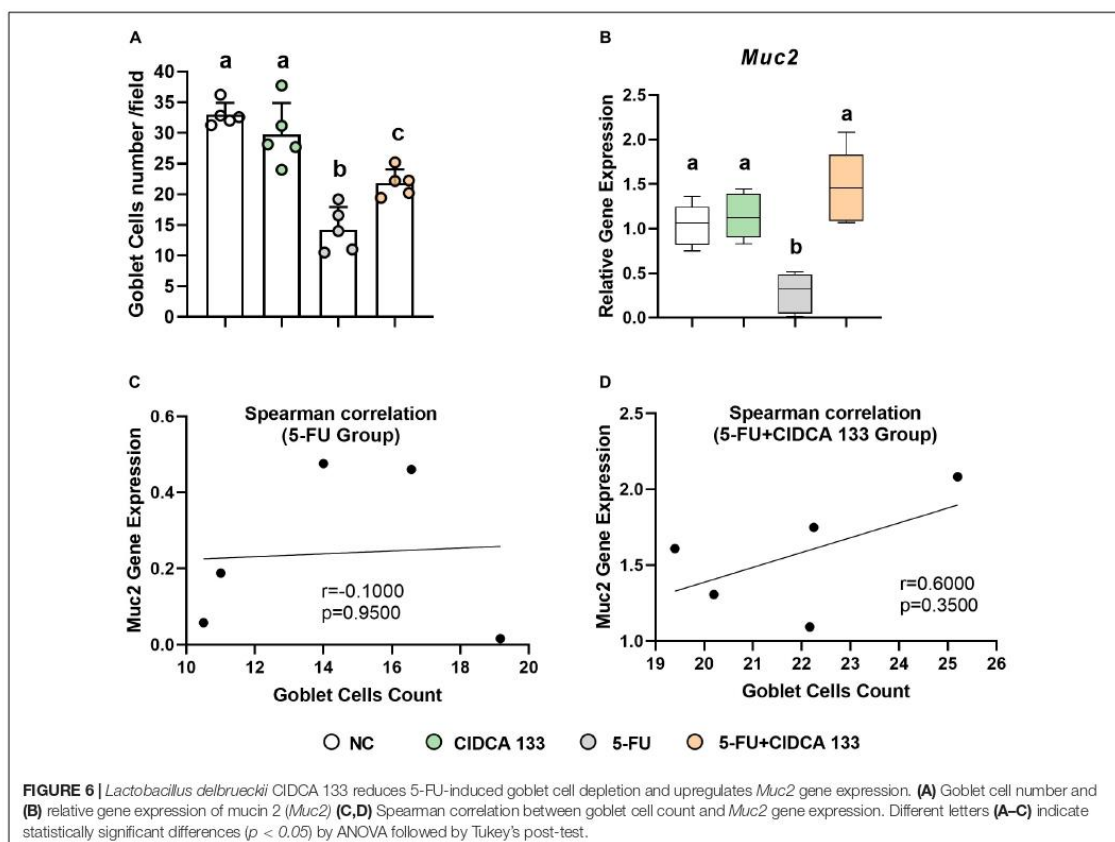 A
a
a
b
c
Goblet Cells number /field
40
35
30
25
20
15
10
5
0
B
Muc2
a
a
b
a
Relative Gene Expression
2.5
2.0
1.5
1.0
0.5
0.0
C
Spearman correlation
(5-FU Group)
Muc2 Gene Expression
0.6
0.4
0.2
0.0
r=-0.1000
p=0.9500
10 12 14 16 18 20
Goblet Cells Count
D
Spearman correlation
(5-FU+CIDCA 133 Group)
Muc2 Gene Expression
2.5
2.0
1.5
1.0
r=0.6000
p=0.3500
19 20 21 22 23 24 25 26
Goblet Cells Count
NC CIDCA 133 5-FU 5-FU+CIDCA 133
FIGURE 6 | Lactobacillus delbrueckii CIDCA 133 reduces 5-FU-induced goblet cell depletion and upregulates Muc2 gene expression. (A) Goblet cell number and
(B) relative gene expression of mucin 2 (Muc2) (C,D) Spearman correlation between goblet cell count and Muc2 gene expression. Different letters (A–C) indicate
statistically significant differences (p < 0.05) by ANOVA followed by Tukey's post-test.